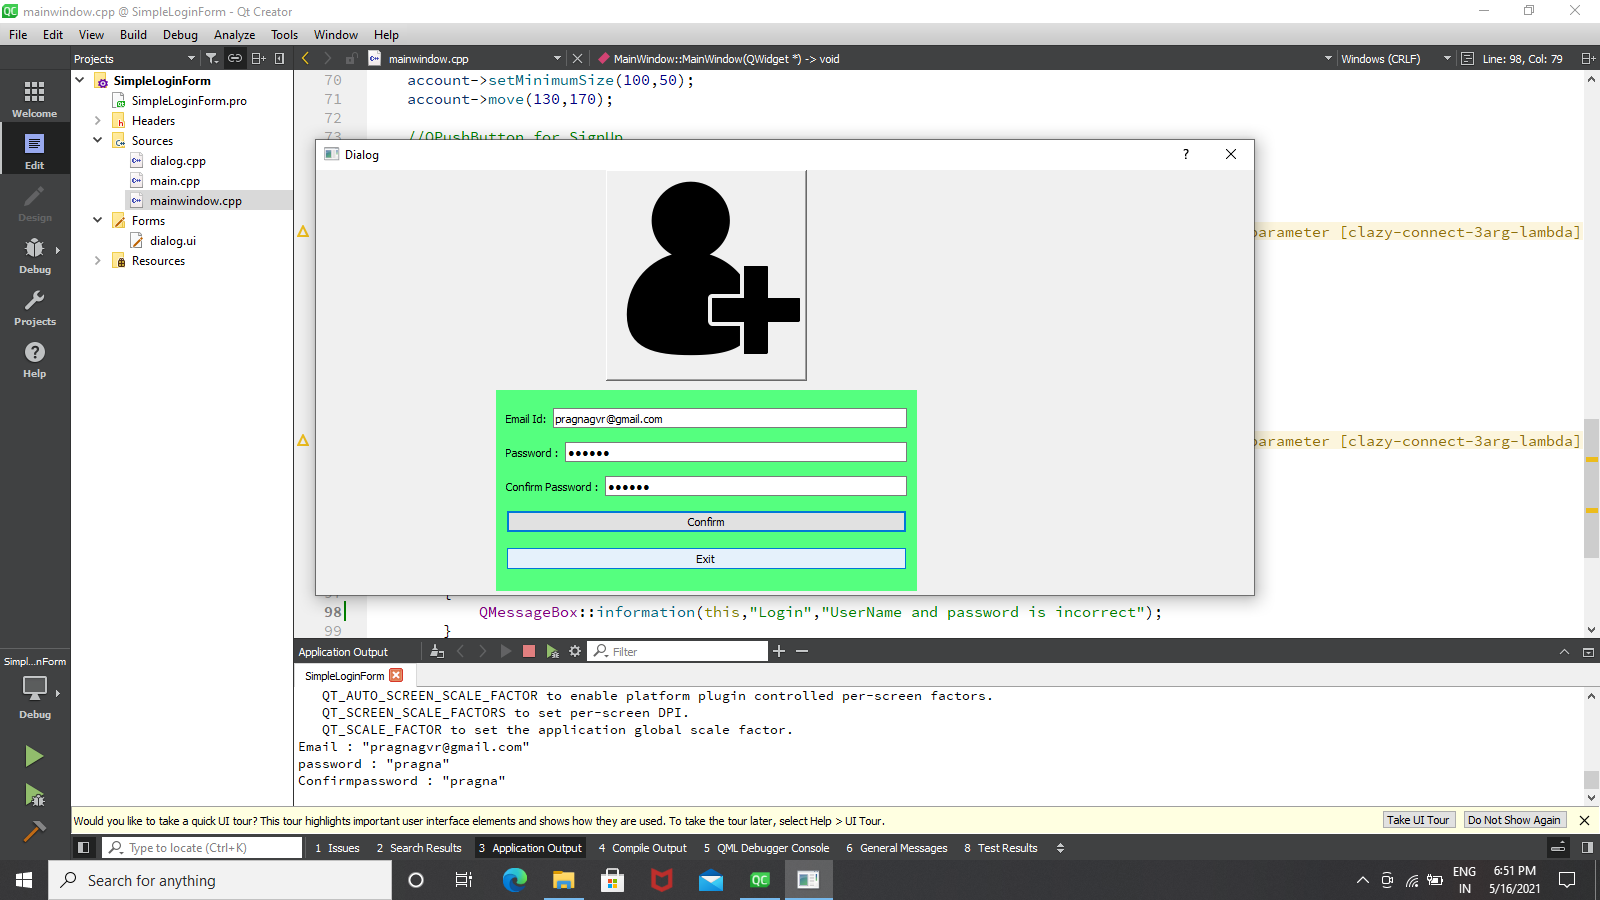 mainwindow.cpp @ SimpleLoginForm - Qt Creator
File Edit View Build Debug Analyze Tools Window Help
Projects
mainwindow.cpp
MainWindow::MainWindow(QWidget *) -> void
Windows (CRLF)
Line: 98, Col: 79
Welcome
Edit
Design
Debug
Projects
Help
SimpleLoginForm
SimpleLoginForm.pro
Headers
Sources
dialog.cpp
main.cpp
mainwindow.cpp
Forms
dialog.ui
Resources
70 account->setMinimumSize(100,50);
71 account->move(130,170);
72
73 //QPushButton for SignUp
parameter [clazy-connect-3arg-lambda]
parameter [clazy-connect-3arg-lambda]
Dialog
Email Id: pragnagvr@gmail.com
Password : ●●●●●●
Confirm Password : ●●●●●●
Confirm
Exit
97 {
98 QMessageBox::information(this,"Login","UserName and password is incorrect");
99 }
Application Output
Filter
SimpleLoginForm
QT_AUTO_SCREEN_SCALE_FACTOR to enable platform plugin controlled per-screen factors.
QT_SCREEN_SCALE_FACTORS to set per-screen DPI.
QT_SCALE_FACTOR to set the application global scale factor.
Email : "pragnagvr@gmail.com"
password : "pragna"
Confirmpassword : "pragna"
Simpl...nForm
Debug
Would you like to take a quick UI tour? This tour highlights important user interface elements and shows how they are used. To take the tour later, select Help > UI Tour.
Take UI Tour
Do Not Show Again
Type to locate (Ctrl+K)
1 Issues 2 Search Results 3 Application Output 4 Compile Output 5 QML Debugger Console 6 General Messages 8 Test Results
Search for anything
QC
ENG
IN
6:51 PM
5/16/2021